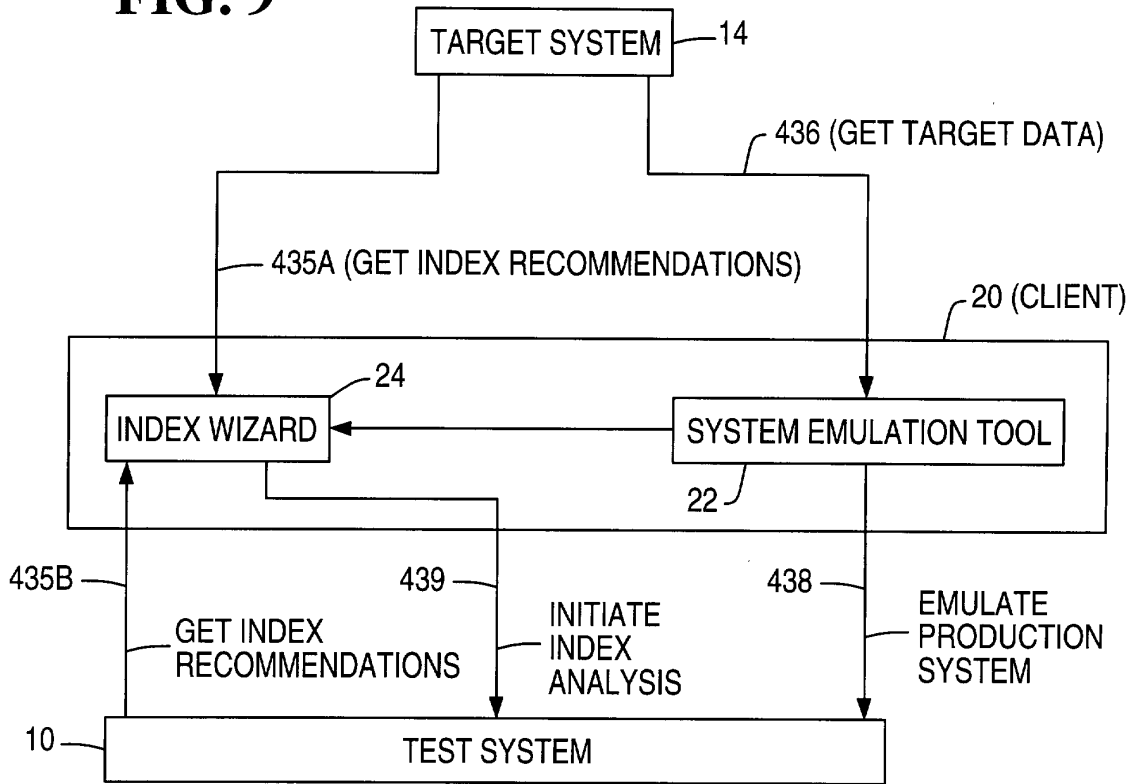 FIG. 9
TARGET SYSTEM
14
436 (GET TARGET DATA)
435A (GET INDEX RECOMMENDATIONS)
20 (CLIENT)
24
INDEX WIZARD
SYSTEM EMULATION TOOL
22
435B
439
438
GET INDEX
RECOMMENDATIONS
INITIATE
INDEX
ANALYSIS
EMULATE
PRODUCTION
SYSTEM
10
TEST SYSTEM